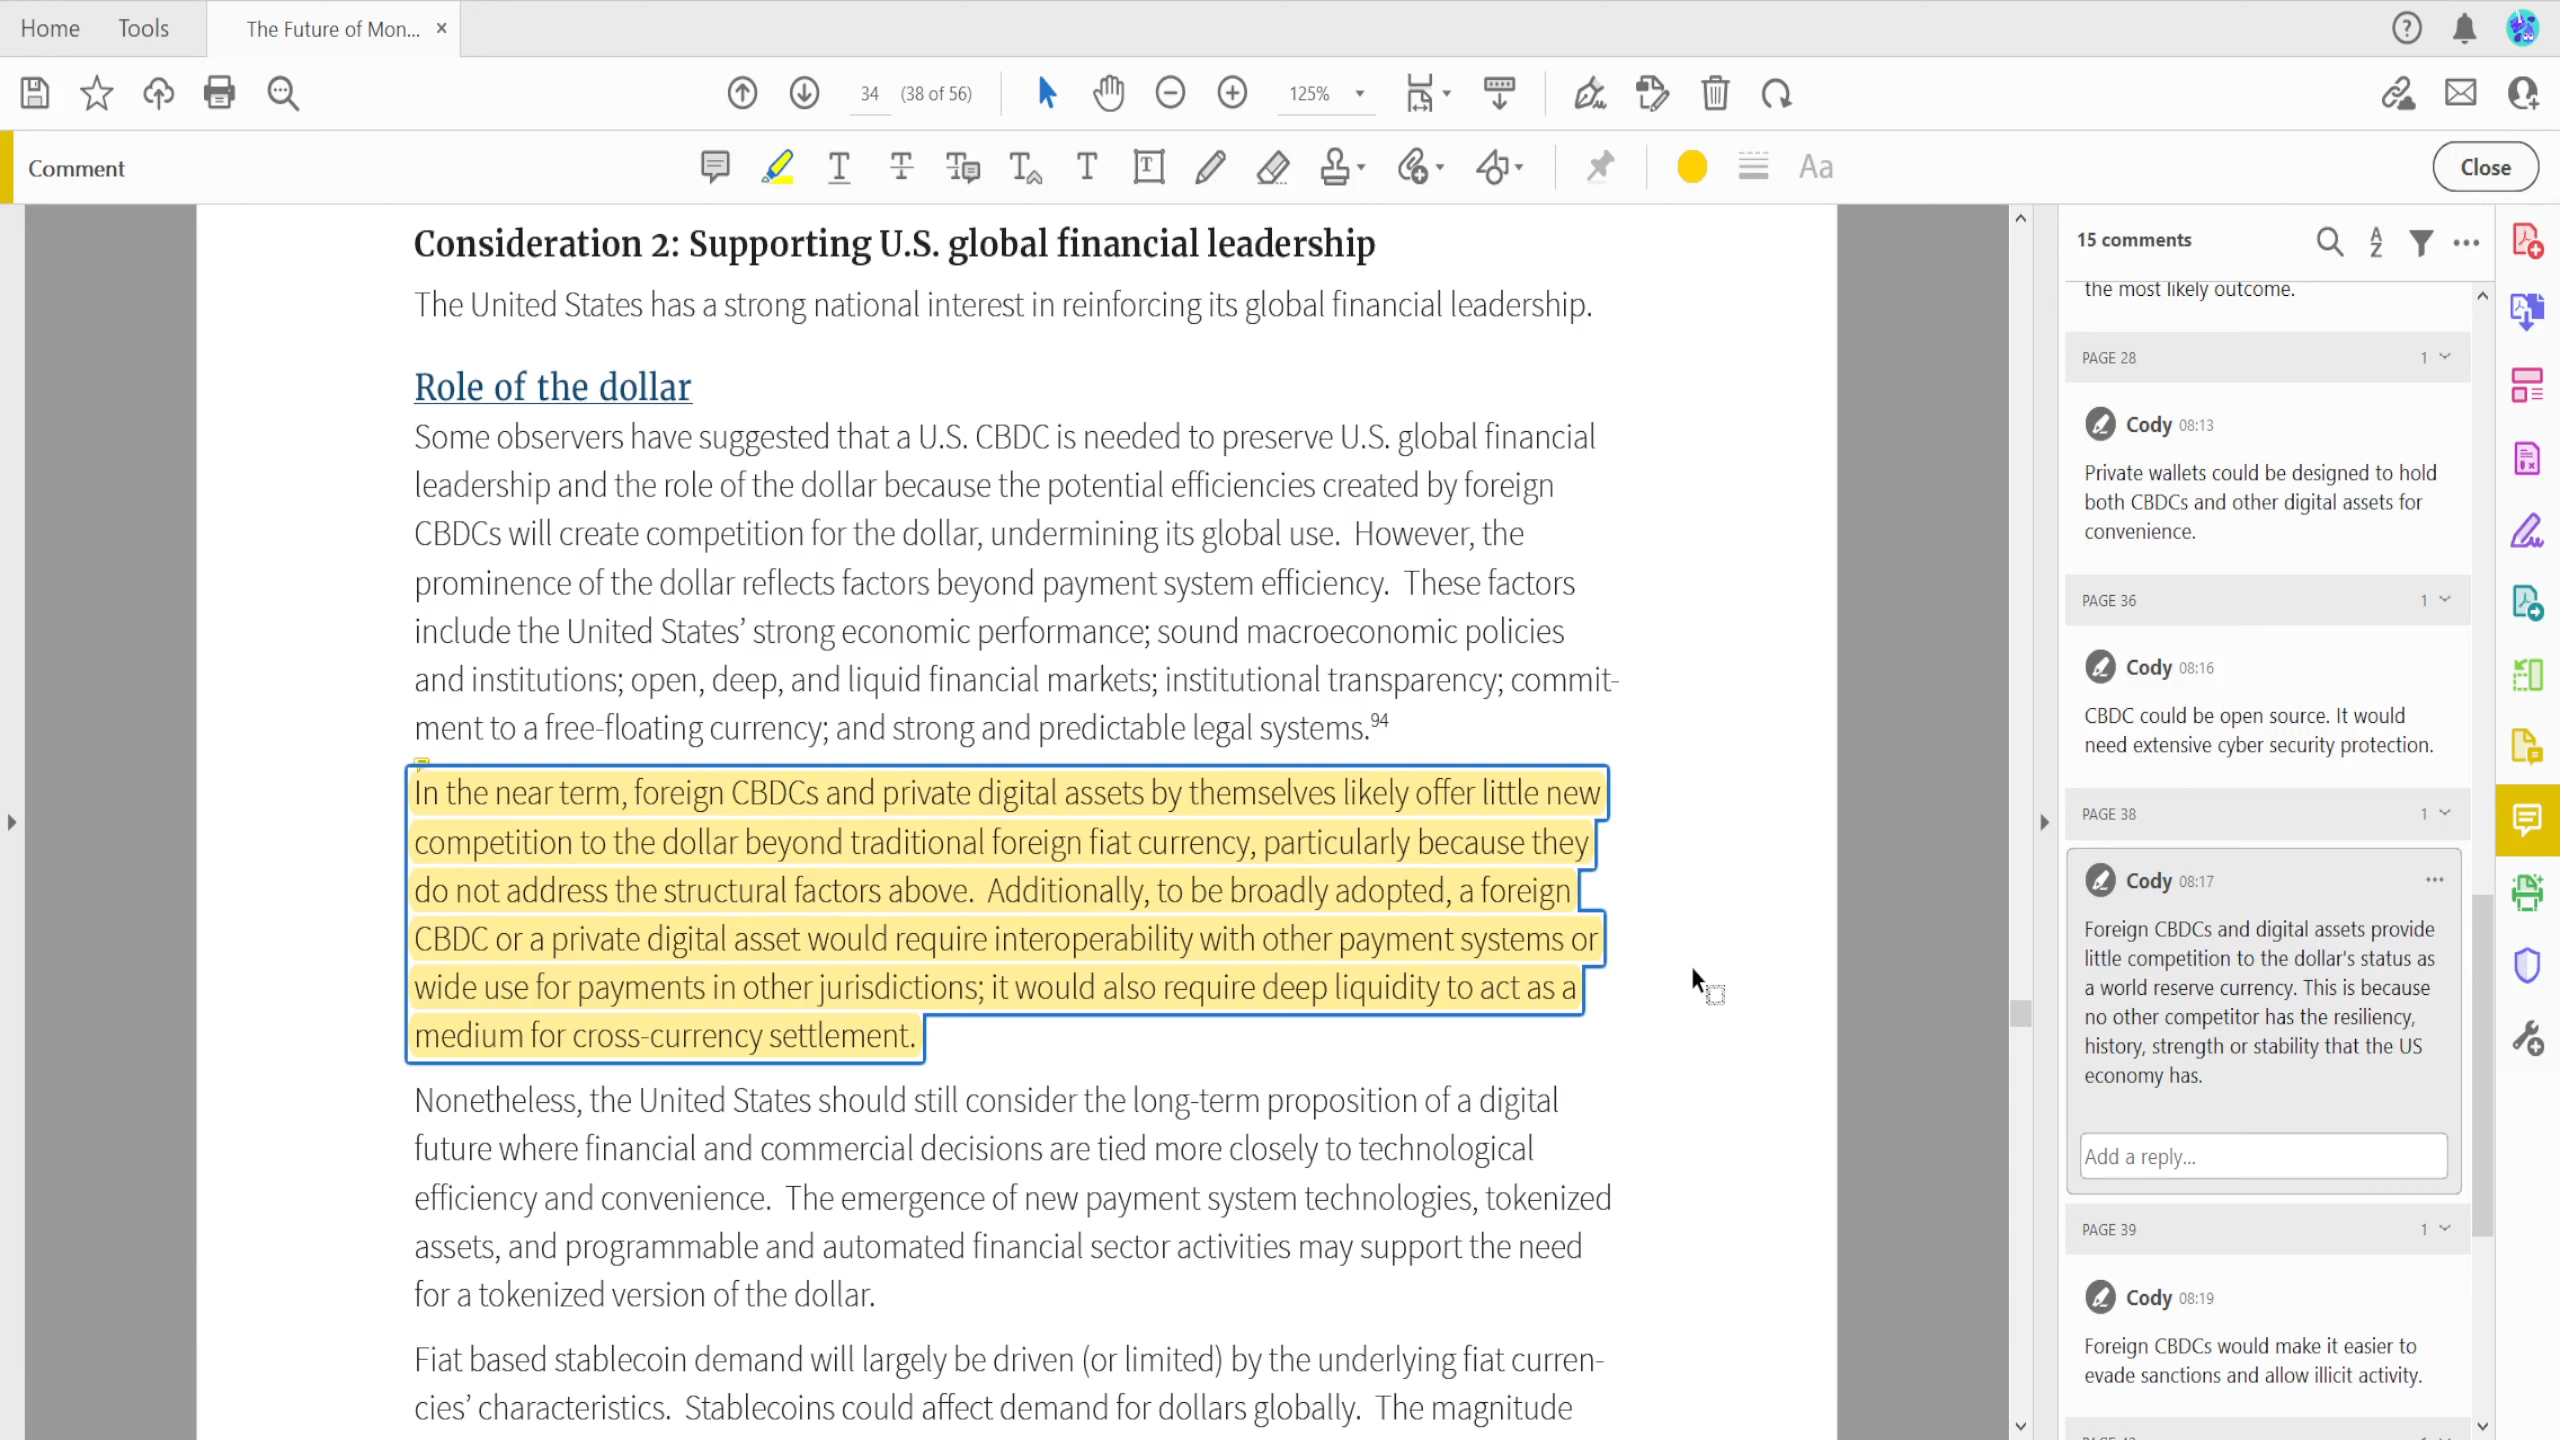 Home
Tools
The Future of Mon...
34
(38 of 56)
125%
Comment
Aa
Close
Consideration 2: Supporting U.S. global financial leadership
The United States has a strong national interest in reinforcing its global financial leadership.
Role of the dollar
Some observers have suggested that a U.S. CBDC is needed to preserve U.S. global financial
leadership and the role of the dollar because the potential efficiencies created by foreign
CBDCs will create competition for the dollar, undermining its global use. However, the
prominence of the dollar reflects factors beyond payment system efficiency. These factors
include the United States’ strong economic performance; sound macroeconomic policies
and institutions; open, deep, and liquid financial markets; institutional transparency; commit-
ment to a free-floating currency; and strong and predictable legal systems.94
In the near term, foreign CBDCs and private digital assets by themselves likely offer little new
competition to the dollar beyond traditional foreign fiat currency, particularly because they
do not address the structural factors above. Additionally, to be broadly adopted, a foreign
CBDC or a private digital asset would require interoperability with other payment systems or
wide use for payments in other jurisdictions; it would also require deep liquidity to act as a
medium for cross-currency settlement.
Nonetheless, the United States should still consider the long-term proposition of a digital
future where financial and commercial decisions are tied more closely to technological
efficiency and convenience. The emergence of new payment system technologies, tokenized
assets, and programmable and automated financial sector activities may support the need
for a tokenized version of the dollar.
Fiat based stablecoin demand will largely be driven (or limited) by the underlying fiat curren-
cies’ characteristics. Stablecoins could affect demand for dollars globally. The magnitude
15 comments
the most likely outcome.
PAGE 28
1
Cody 08:13
Private wallets could be designed to hold
both CBDCs and other digital assets for
convenience.
PAGE 36
1
Cody 08:16
CBDC could be open source. It would
need extensive cyber security protection.
PAGE 38
1
Cody 08:17
Foreign CBDCs and digital assets provide
little competition to the dollar's status as
a world reserve currency. This is because
no other competitor has the resiliency,
history, strength or stability that the US
economy has.
Add a reply...
PAGE 39
1
Cody 08:19
Foreign CBDCs would make it easier to
evade sanctions and allow illicit activity.